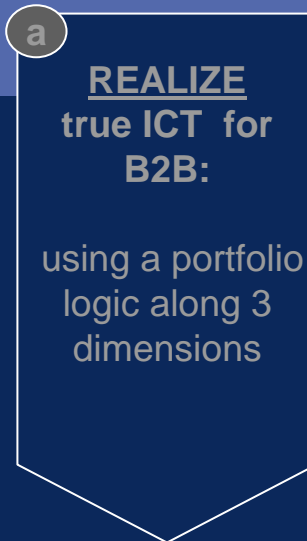 a
REALIZE
true ICT for
B2B:
using a portfolio
logic along 3
dimensions